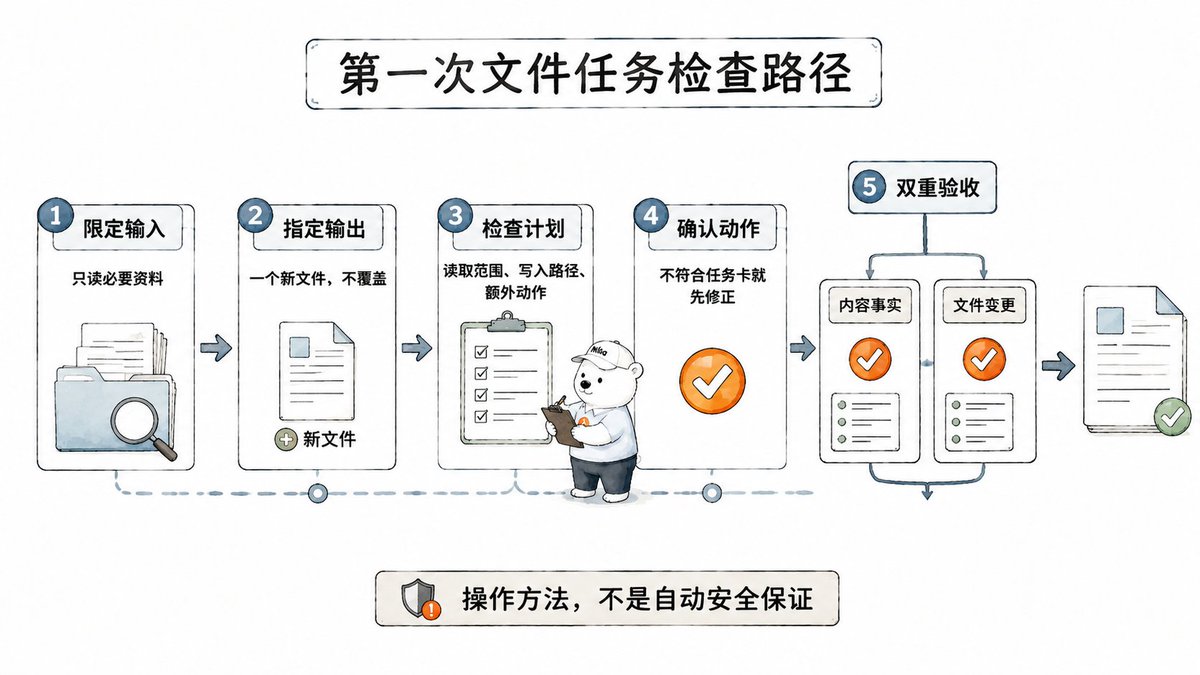 第一次文件任务检查路径
1 限定输入
只读必要资料
2 指定输出
一个新文件，不覆盖
新文件
3 检查计划
读取范围、写入路径、
额外动作
Misa
4 确认动作
不符合任务卡就
先修正
5 双重验收
内容事实
文件变更
操作方法，不是自动安全保证